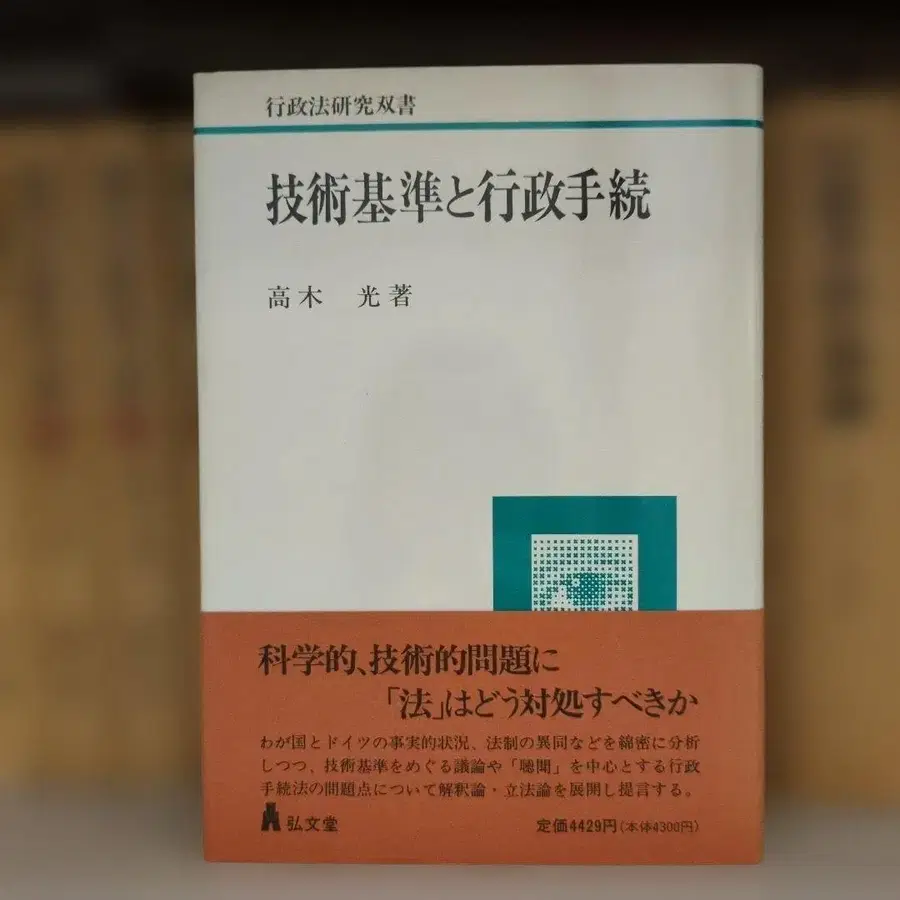 行政法研究双書
技術基準と行政手続
高木 光著
科学的、技術的問題に
「法」はどう対処すべきか
わが国とドイツの事実的状況、法制の異同などを綿密に分析
しつつ、技術基準をめぐる議論や「聴聞」を中心とする行政
手続法の問題点について解釈論・立法論を展開し提言する。
弘文堂
定価4429円(本体4300円)